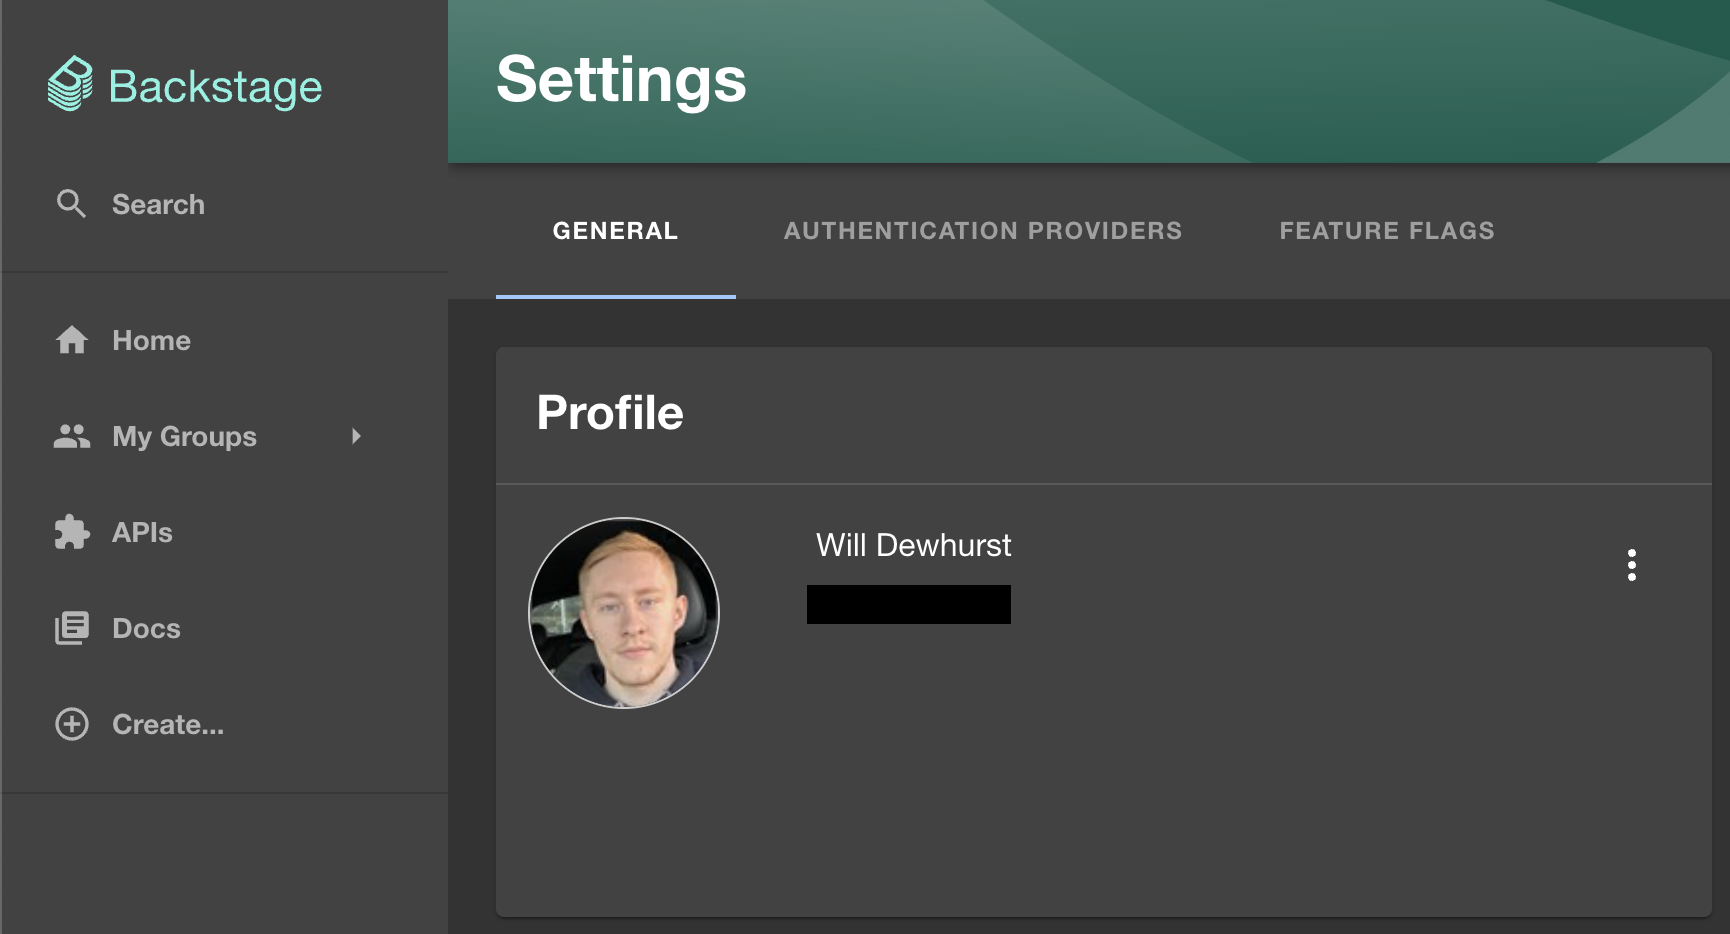 Backstage
Search
Home
My Groups
APIs
Docs
Create...
Settings
GENERAL
AUTHENTICATION PROVIDERS
FEATURE FLAGS
Profile
Will Dewhurst